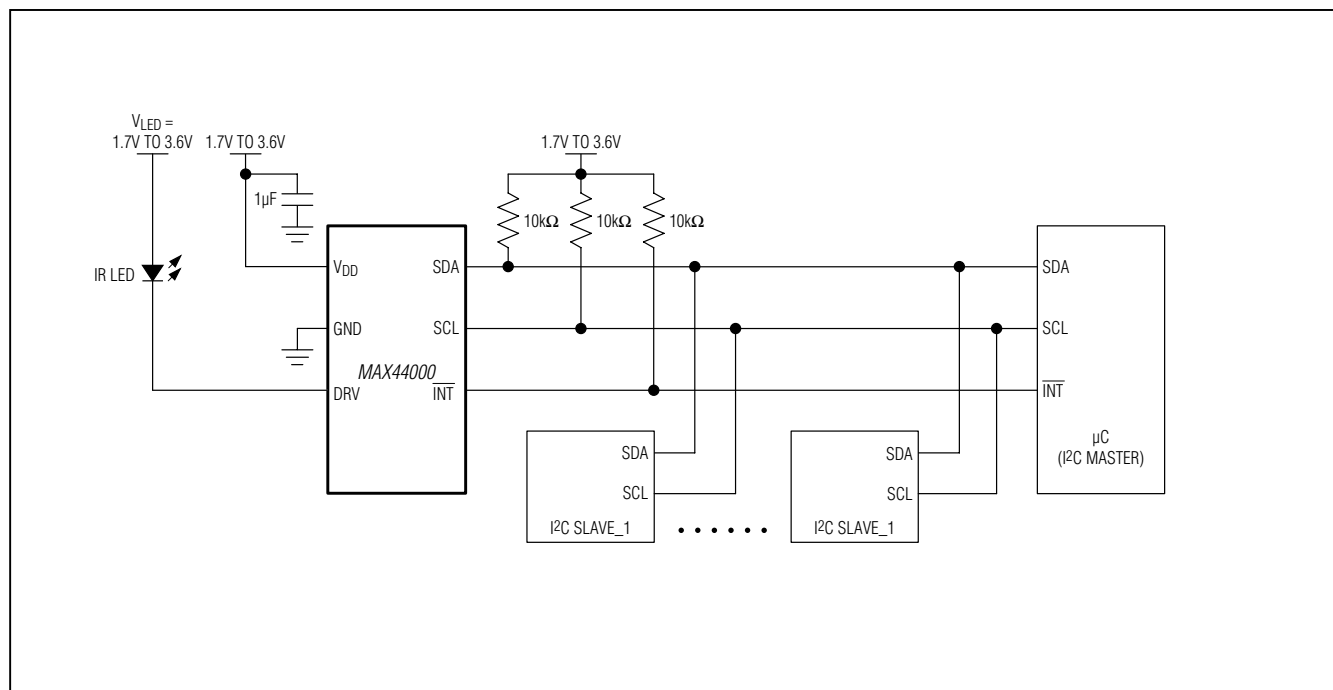 VLED =
1.7V TO 3.6V 1.7V TO 3.6V 1.7V TO 3.6V
1µF
10kΩ 10kΩ 10kΩ
IR LED
VDD
SDA
SDA
GND
SCL
SCL
MAX44000
DRV
INT
INT
SDA
SCL
I2C SLAVE_1
SDA
SCL
I2C SLAVE_1
µC
(I2C MASTER)